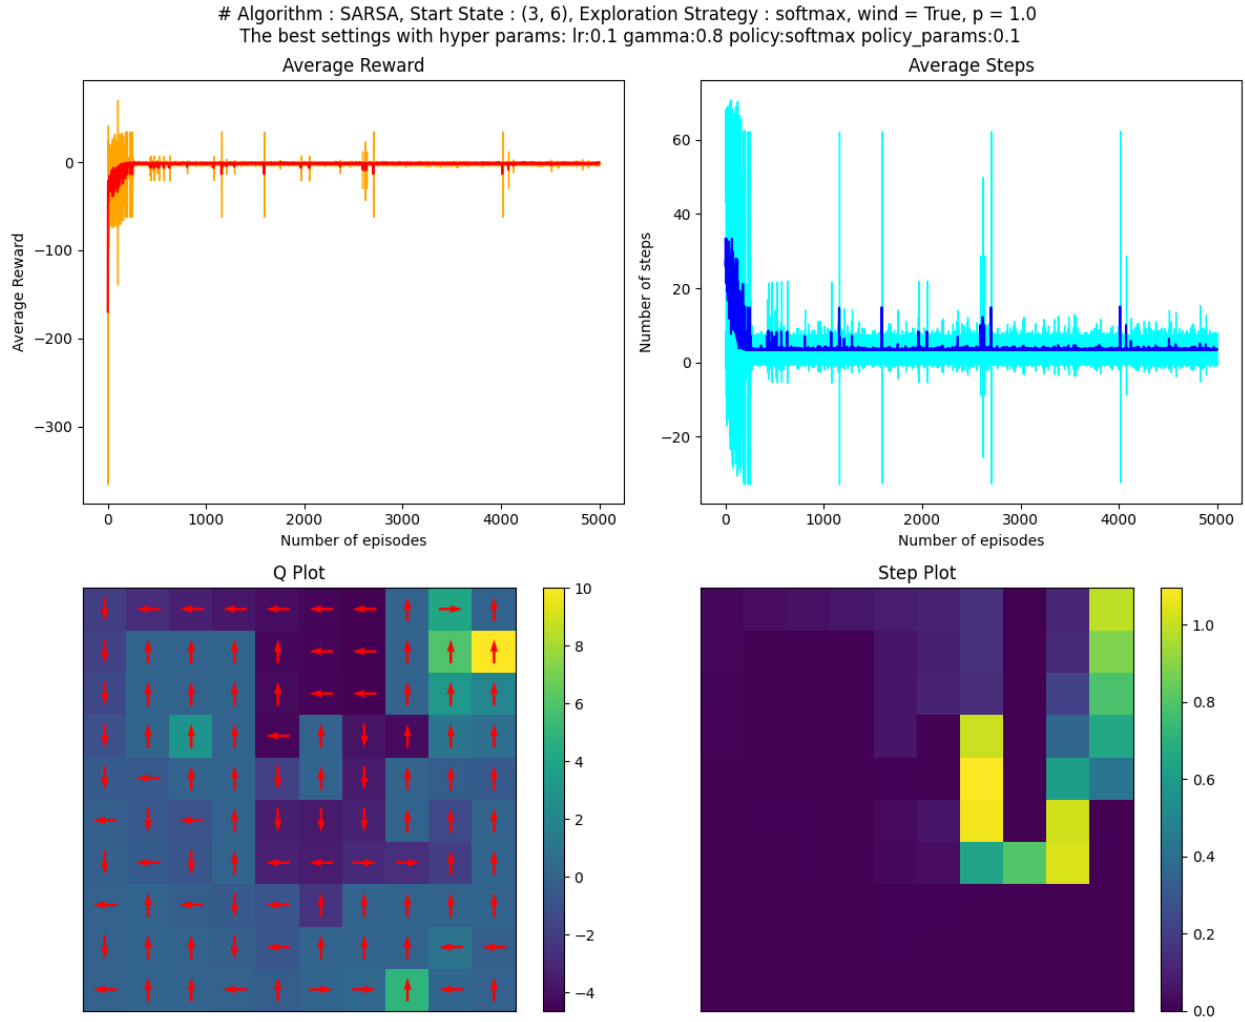 # Algorithm : SARSA, Start State : (3, 6), Exploration Strategy : softmax, wind = True, p = 1.0
The best settings with hyper params: lr:0.1 gamma:0.8 policy:softmax policy_params:0.1
Average Reward
0
−100
−200
−300
Average Reward
0 1000 2000 3000 4000 5000
Number of episodes
Average Steps
60
40
20
0
−20
Number of steps
0 1000 2000 3000 4000 5000
Number of episodes
Q Plot
10
8
6
4
2
0
−2
−4
Step Plot
1.0
0.8
0.6
0.4
0.2
0.0